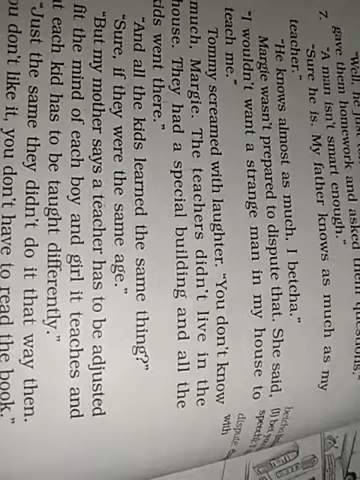 gave them homework and asked them questions."
7. "A man isn't smart enough."
"Sure he is. My father knows as much as my
teacher."
"He knows almost as much, I betcha."
Margie wasn't prepared to dispute that. She said,
"I wouldn't want a strange man in my house to
teach me."
Tommy screamed with laughter. "You don't know
much, Margie. The teachers didn't live in the
house. They had a special building and all the
kids went there."
"And all the kids learned the same thing?"
"Sure, if they were the same age."
"But my mother says a teacher has to be adjusted
fit the mind of each boy and girl it teaches and
at each kid has to be taught differently."
"Just the same they didn't do it that way then.
you don't like it, you don't have to read the book."
betcha
(I) bet
dispute
with